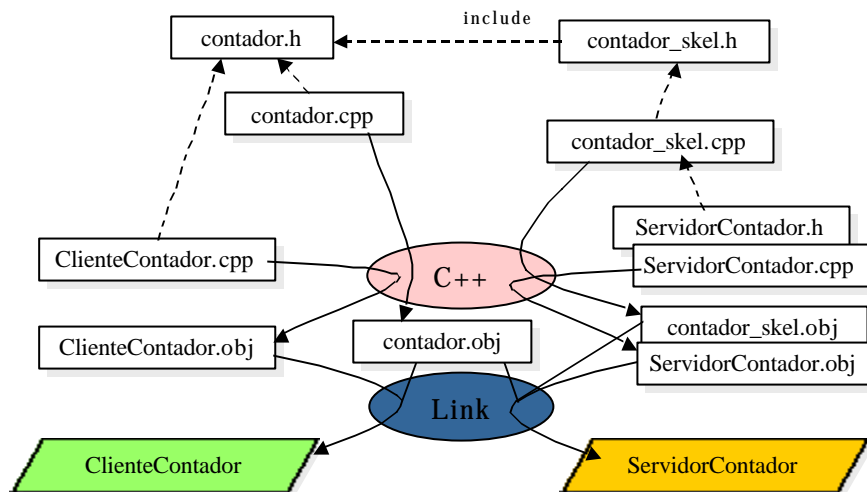 include
contador.h
contador_skel.h
contador.cpp
contador_skel.cpp
ServidorContador.h
ClienteContador.cpp
C++
ServidorContador.cpp
ClienteContador.obj
contador.obj
contador_skel.obj
ServidorContador.obj
Link
ClienteContador
ServidorContador